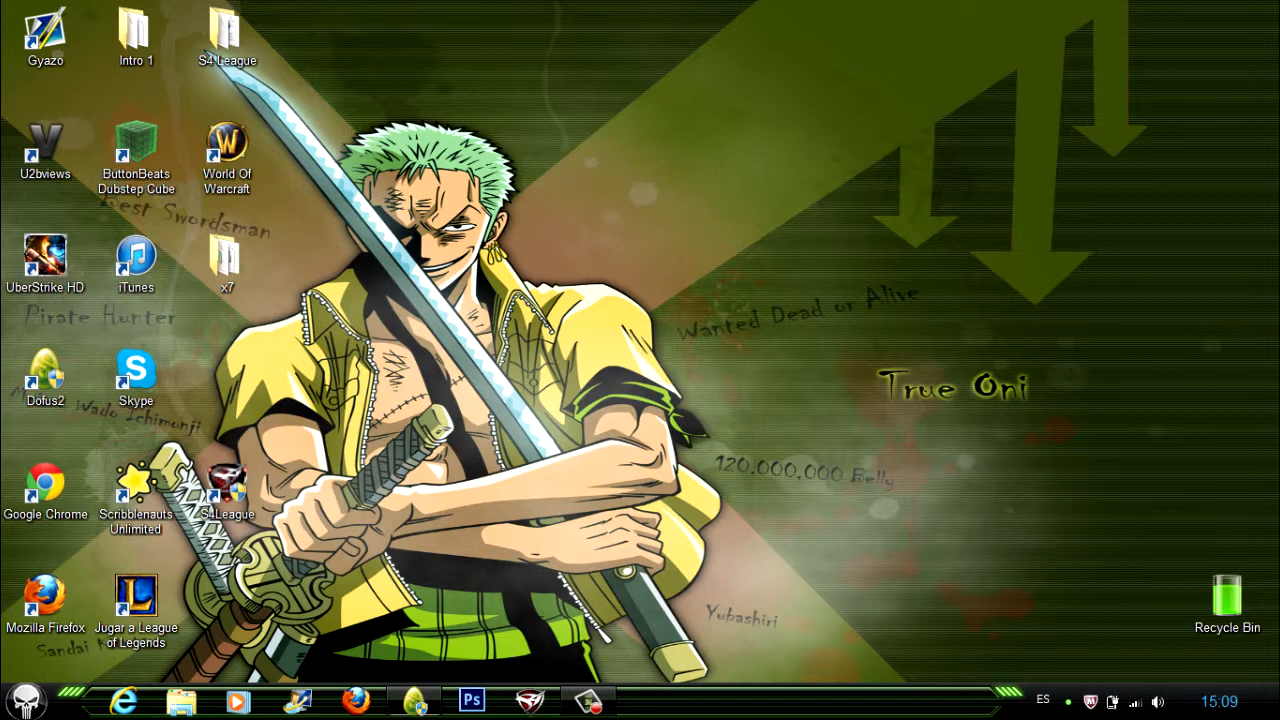 Gyazo
Intro 1
S4 League
U2bviews
ButtonBeats
Dubstep Cube
World Of
Warcraft
Best Swordsman
UberStrike HD
iTunes
x7
Pirate Hunter
Wanted Dead or Alive
Dofus2
Skype
True Oni
Wado Ichimonji
120.000.000 Belly
Google Chrome
Scribblenauts
Unlimited
S4League
Mozilla Firefox
Jugar a League
of Legends
Yubashiri
Recycle Bin
Sandai
Ps
ES
15:09